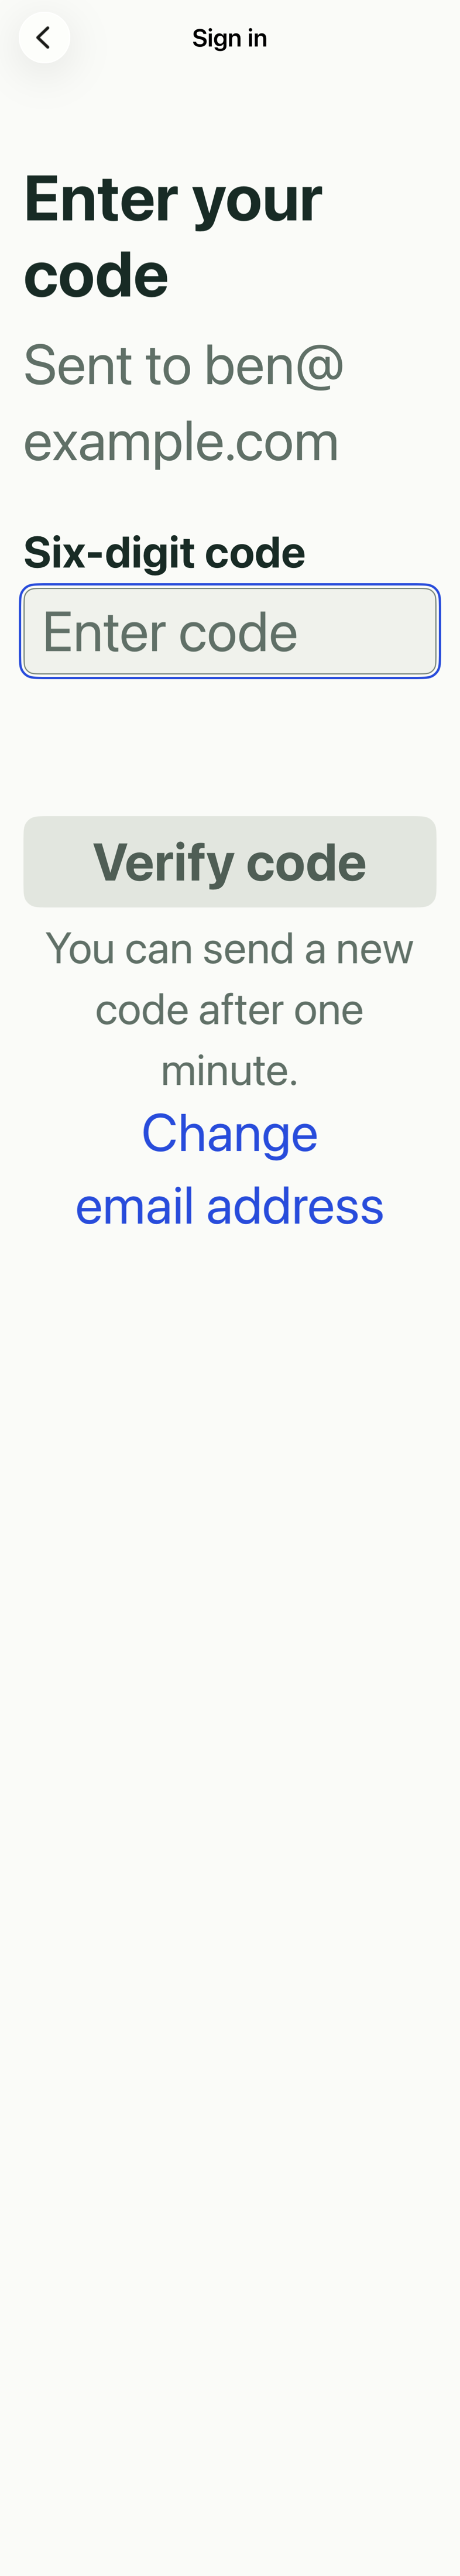 Sign in
Enter your
code
Sent to ben@
example.com
Six-digit code
Enter code
Verify code
You can send a new
code after one
minute.
Change
email address